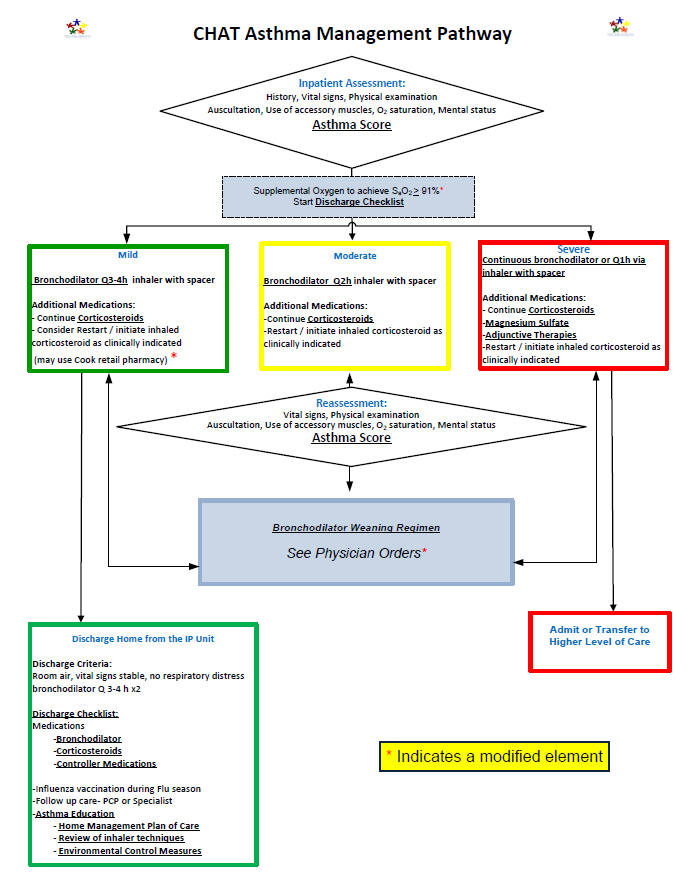 CHAT Asthma Management Pathway
Inpatient Assessment:
History, Vital signs, Physical examination
Auscultation, Use of accessory muscles, O2 saturation, Mental status
Asthma Score
Supplemental Oxygen to achieve SaO2 > 91%*
Start Discharge Checklist
Mild
Bronchodilator Q3-4h inhaler with spacer
Additional Medications:
- Continue Corticosteroids
- Consider Restart / initiate inhaled
corticosteroid as clinically indicated
(may use Cook retail pharmacy) *
Moderate
Bronchodilator Q2h inhaler with spacer
Additional Medications:
-Continue Corticosteroids
-Restart / initiate inhaled corticosteroid as
clinically indicated
Severe
Continuous bronchodilator or Q1h via
inhaler with spacer
Additional Medications:
- Continue Corticosteroids
-Magnesium Sulfate
-Adjunctive Therapies
-Restart / initiate inhaled corticosteroid as
clinically indicated
Reassessment:
Vital signs, Physical examination
Auscultation, Use of accessory muscles, O2 saturation, Mental status
Asthma Score
Bronchodilator Weaning Regimen
See Physician Orders*
Discharge Home from the IP Unit
Discharge Criteria:
Room air, vital signs stable, no respiratory distress
bronchodilator Q 3-4 h x2
Discharge Checklist:
Medications
-Bronchodilator
-Corticosteroids
-Controller Medications
-Influenza vaccination during Flu season
-Follow up care- PCP or Specialist
-Asthma Education
- Home Management Plan of Care
- Review of inhaler techniques
- Environmental Control Measures
Admit or Transfer to
Higher Level of Care
* Indicates a modified element